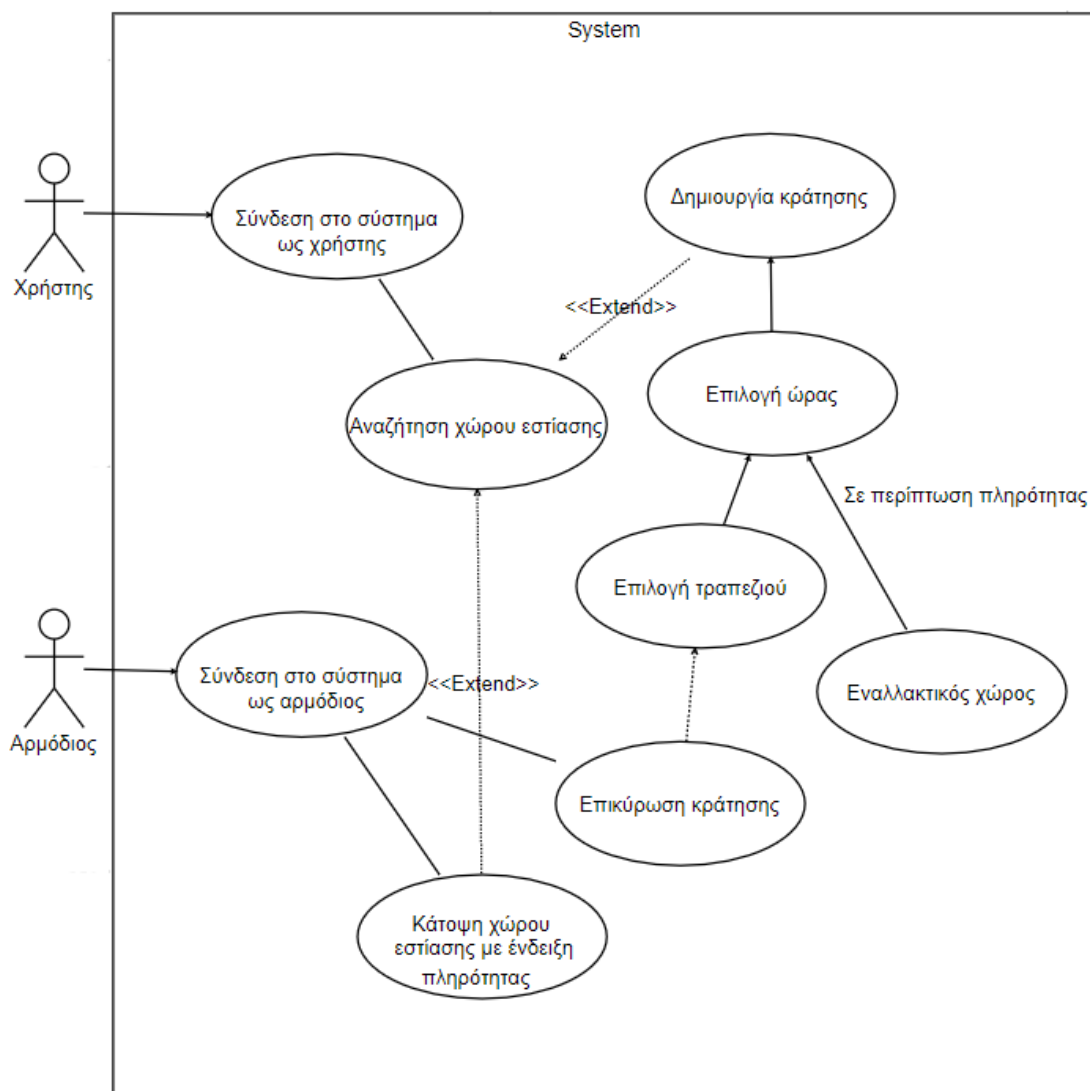 System
Χρήστης
Σύνδεση στο σύστημα
ως χρήστης
Δημιουργία κράτησης
<<Extend>>
Αναζήτηση χώρου εστίασης
Επιλογή ώρας
Σε περίπτωση πληρότητας
Επιλογή τραπεζιού
Εναλλακτικός χώρος
Αρμόδιος
Σύνδεση στο σύστημα
ως αρμόδιος
<<Extend>>
Επικύρωση κράτησης
Κάτοψη χώρου
εστίασης με ένδειξη
πληρότητας